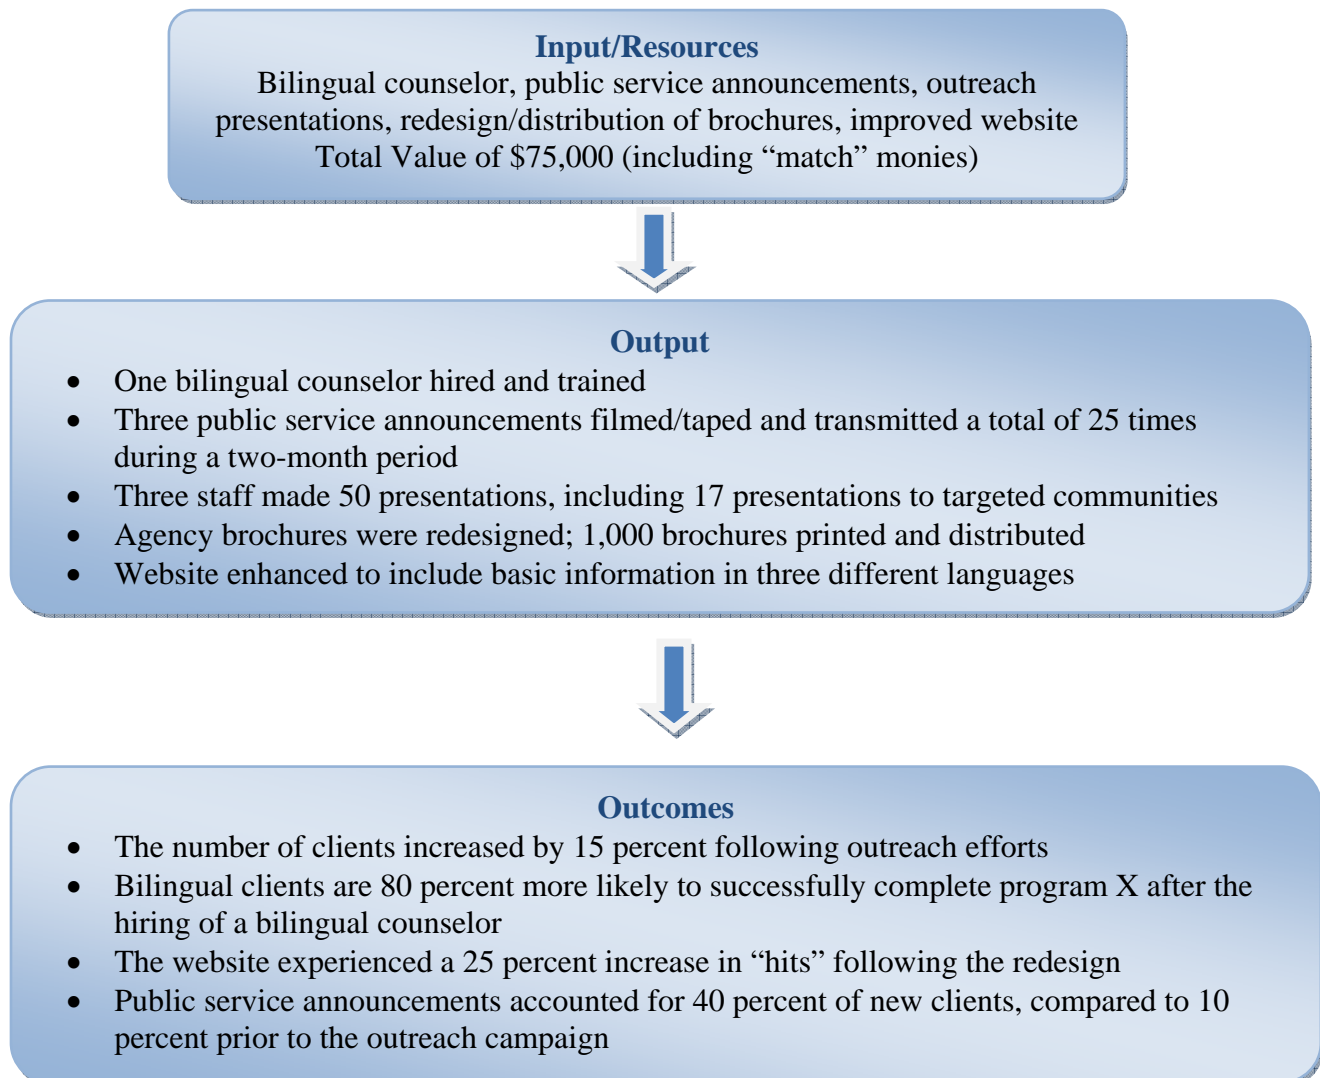 Input/Resources
Bilingual counselor, public service announcements, outreach
presentations, redesign/distribution of brochures, improved website
Total Value of $75,000 (including “match” monies)
Output
• One bilingual counselor hired and trained
• Three public service announcements filmed/taped and transmitted a total of 25 times
during a two-month period
• Three staff made 50 presentations, including 17 presentations to targeted communities
• Agency brochures were redesigned; 1,000 brochures printed and distributed
• Website enhanced to include basic information in three different languages
Outcomes
• The number of clients increased by 15 percent following outreach efforts
• Bilingual clients are 80 percent more likely to successfully complete program X after the
hiring of a bilingual counselor
• The website experienced a 25 percent increase in “hits” following the redesign
• Public service announcements accounted for 40 percent of new clients, compared to 10
percent prior to the outreach campaign